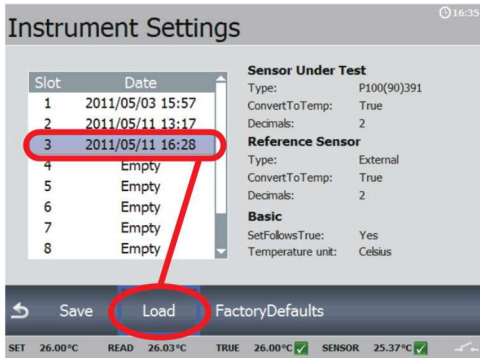 16:35
Instrument Settings
Slot Date
1 2011/05/03 15:57
2 2011/05/11 13:17
3 2011/05/11 16:28
4 Empty
5 Empty
6 Empty
7 Empty
8 Empty
Sensor Under Test
Type: P100(90)391
ConvertToTemp: True
Decimals: 2
Reference Sensor
Type: External
ConvertToTemp: True
Decimals: 2
Basic
SetFollowsTrue: Yes
Temperature unit: Celsius
Save Load FactoryDefaults
SET 26.00°C READ 26.03°C TRUE 26.00°C SENSOR 25.37°C